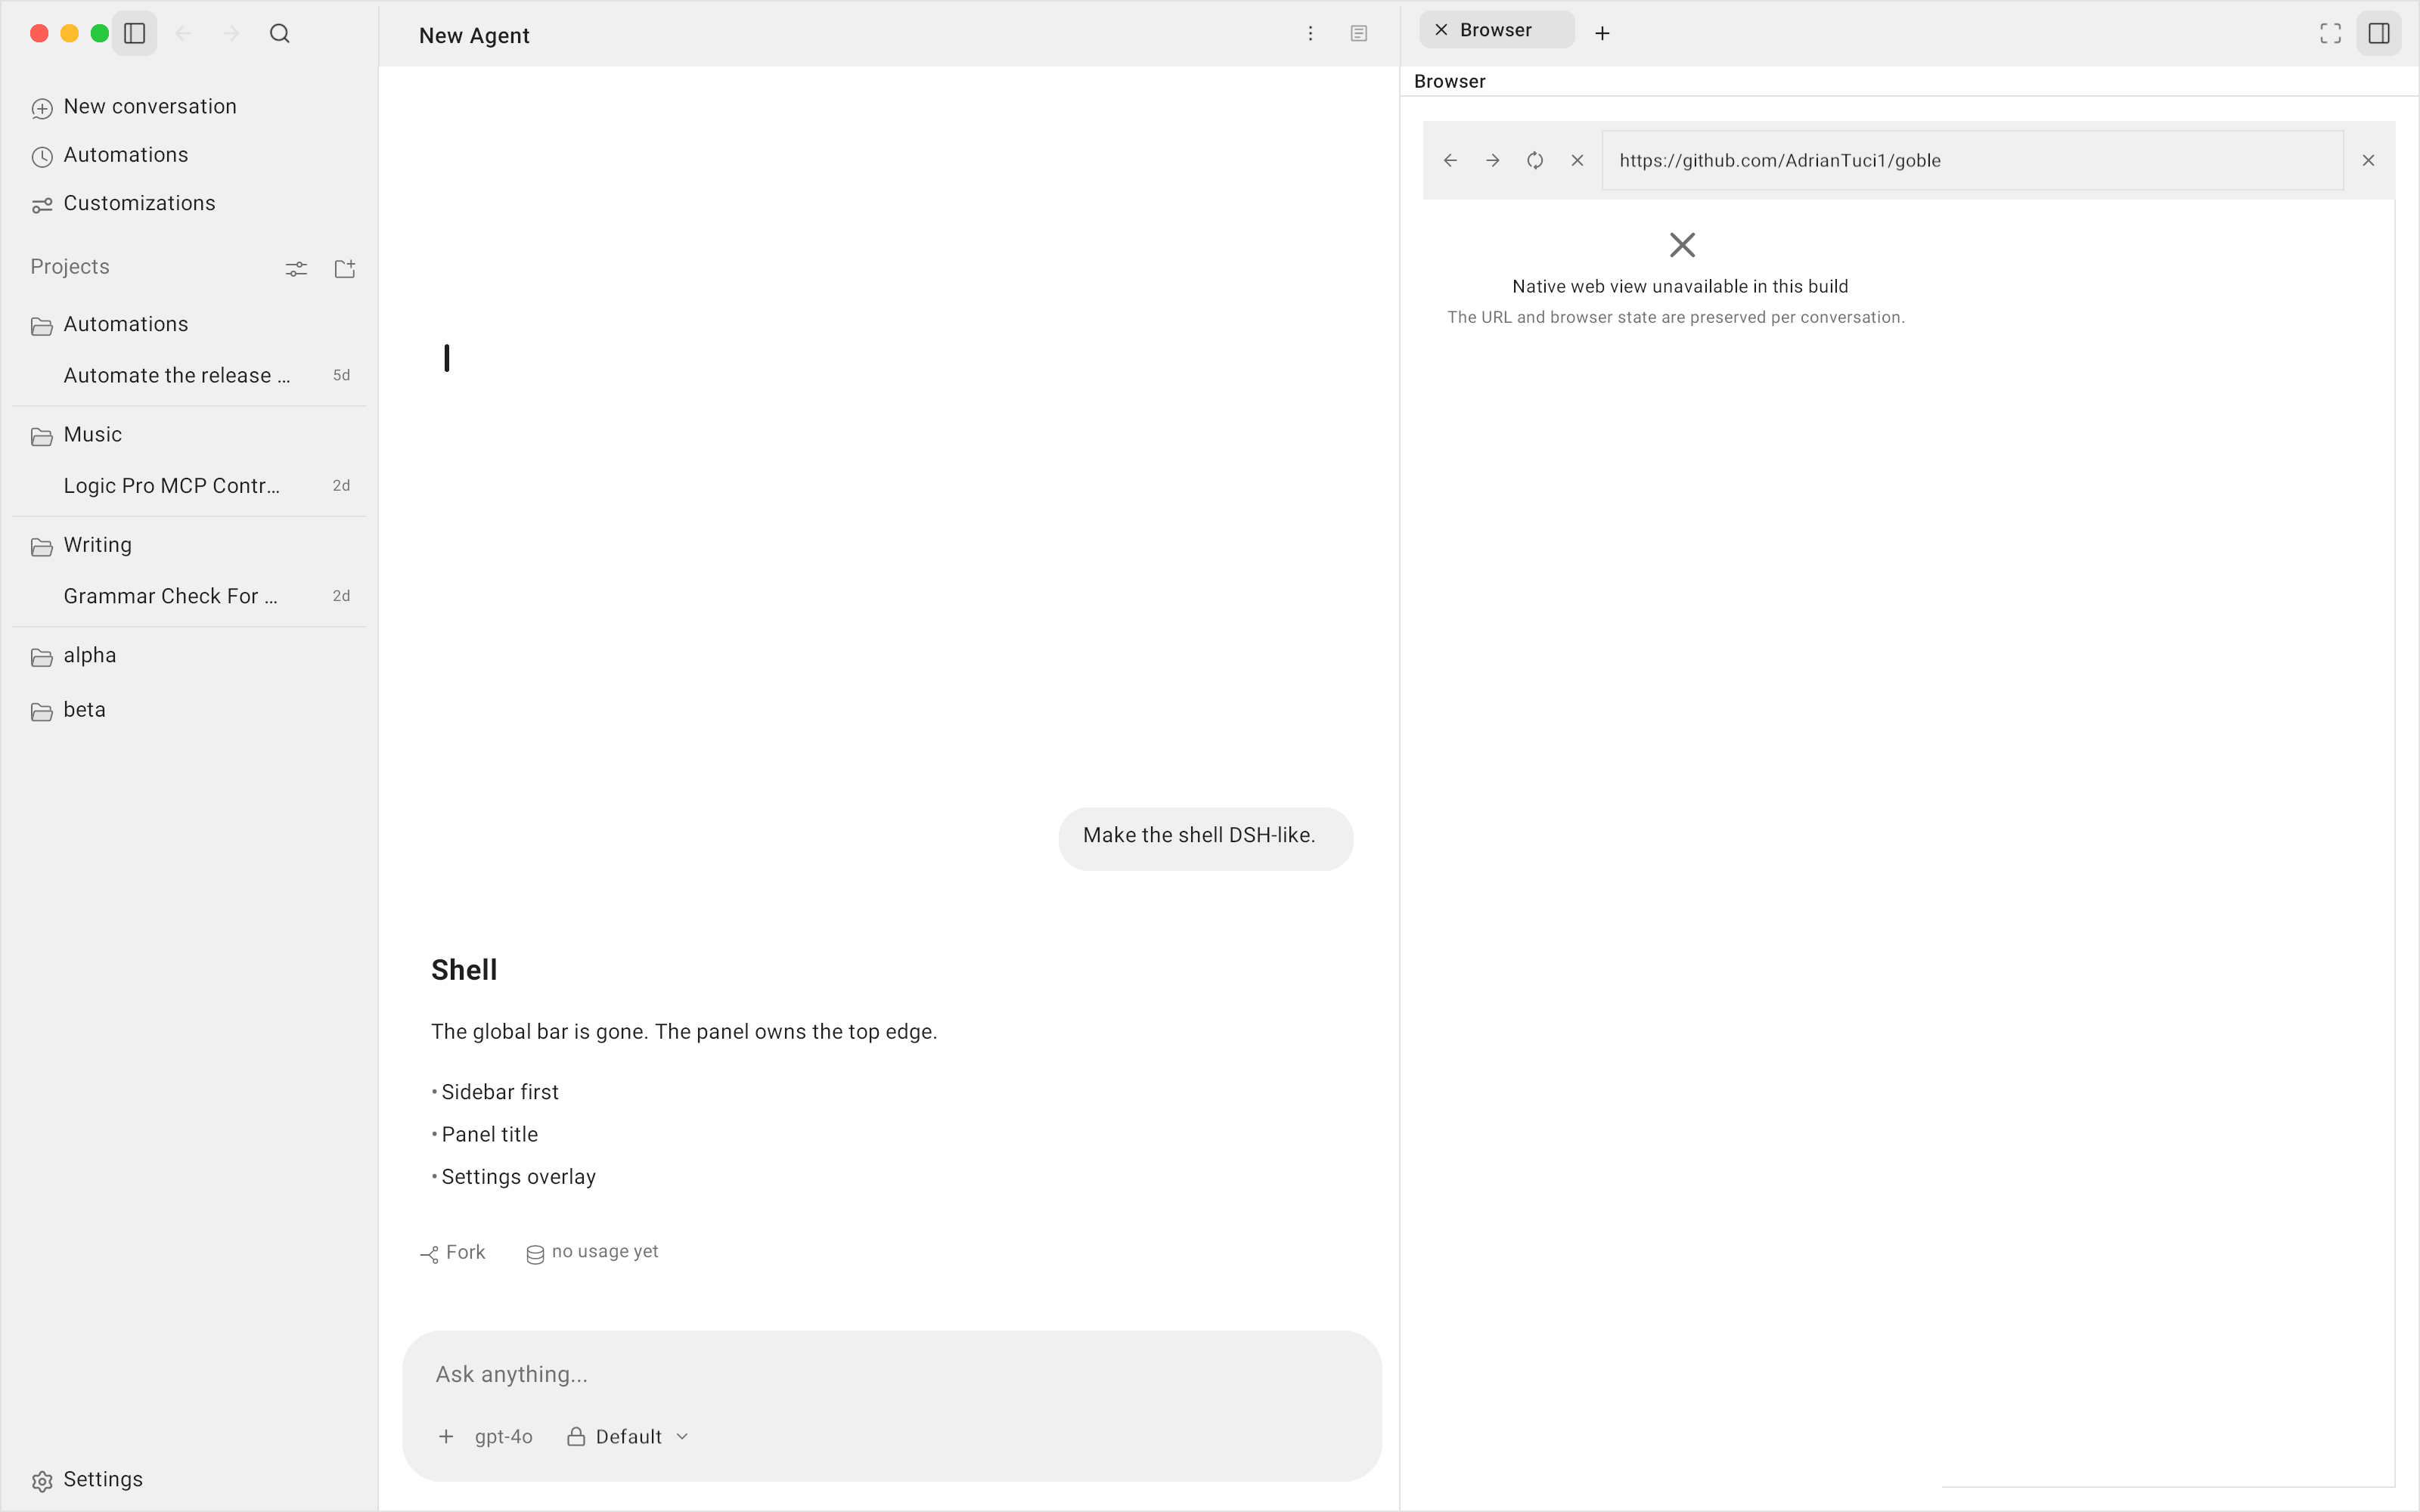 New conversation
Automations
Customizations
Projects
Automations
Automate the release ... 5d
Music
Logic Pro MCP Contr... 2d
Writing
Grammar Check For ... 2d
alpha
beta
Settings
New Agent
Make the shell DSH-like.
Shell
The global bar is gone. The panel owns the top edge.
• Sidebar first
• Panel title
• Settings overlay
Fork no usage yet
Ask anything...
+ gpt-4o Default
Browser
Browser
https://github.com/AdrianTuci1/goble
Native web view unavailable in this build
The URL and browser state are preserved per conversation.